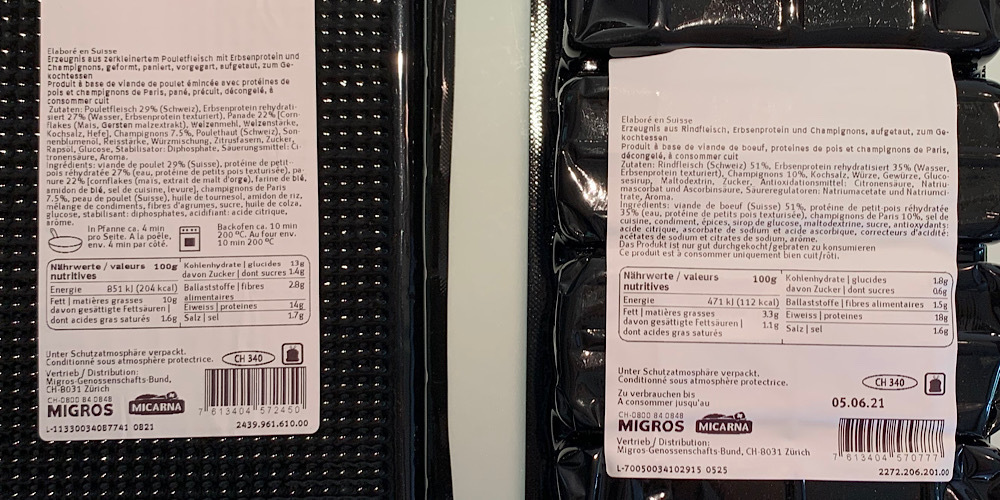 Elaboré en Suisse
Erzeugnis aus zerkleinertem Pouletfleisch mit Erbsenprotein und
Champignons, geformt, paniert, vorgegart, aufgetaut, zum Ge-
kochtessen
Produit à base de viande de poulet émincée avec protéines de
pois et champignons de Paris, pané, précuit, décongelé, à
consommer cuit
Zutaten: Pouletfleisch 29% (Schweiz), Erbsenprotein rehydrati-
siert 27% (Wasser, Erbsenprotein texturiert), Panade 22% [Corn-
flakes (Mais, Gersten malzextrakt), Weizenmehl, Weizenstärke,
Kochsalz, Hefe], Champignons 7.5%, Poulethaut (Schweiz), Son-
nenblumenöl, Reisstärke, Würzmischung, Zitrusfasern, Zucker,
Rapsöl, Glucose, Stabilisator: Diphosphate, Säuerungsmittel: Ci-
tronensäure, Aroma.
Ingrédients: viande de poulet 29% (Suisse), protéine de petit-
pois réhydratée 27% (eau, protéine de petits pois texturisée), pa-
nure 22% [cornflakes (mais, extrait de malt d'orge), farine de blé,
amidon de blé, sel de cuisine, levure], champignons de Paris
7.5%, peau de poulet (Suisse), huile de tournesol, amidon de riz,
mélange de condiments, fibres d'agrumes, sucre, huile de colza,
glucose, stabilisant: diphosphates, acidifiant: acide citrique,
arôme.
In Pfanne ca. 4 min
pro Seite. A la poêle,
env. 4 min par côté.
Backofen ca. 10 min
200 °C. Au four env.
10 min 200 °C
Nährwerte / valeurs 100g
nutritives
Energie 851 kJ (204 kcal)
Fett | matières grasses 10g
davon gesättigte Fettsäuren |
dont acides gras saturés 1.6g
Kohlenhydrate | glucides 13g
davon Zucker | dont sucres 1.4g
Ballaststoffe | fibres 2.8g
alimentaires
Eiweiss | proteines 14g
Salz | sel 1.7g
Unter Schutzatmosphäre verpackt.
Conditionné sous atmosphère protectrice.
CH 340
Vertrieb / Distribution:
Migros-Genossenschafts-Bund,
CH-8031 Zürich
CH-0800 84 0848
MIGROS
MICARNA
7 613404 572450
L-11330034087741 0821
2439.961.610.00
Elaboré en Suisse
Erzeugnis aus Rindfleisch, Erbsenprotein und Champignons, aufgetaut, zum Ge-
kochtessen
Produit à base de viande de boeuf, proteines de pois et champignons de Paris,
décongelé, à consommer cuit
Zutaten: Rindfleisch (Schweiz) 51%, Erbsenprotein rehydratisiert 35% (Wasser,
Erbsenprotein texturiert), Champignons 10%, Kochsalz, Würze, Gewürze, Gluco-
sesirup, Maltodextrin, Zucker, Antioxidationsmittel: Citronensäure, Natriu-
mascorbat und Ascorbinsäure, Säureregulatoren: Natriumacetate und Natriumci-
trate, Aroma.
Ingrédients: viande de boeuf (Suisse) 51%, protéine de petit-pois réhydratée
35% (eau, protéine de petits pois texturisée), champignons de Paris 10%, sel de
cuisine, condiment, épices, sirop de glucose, maltodextrine, sucre, antioxydants:
acide citrique, ascorbate de sodium et acide ascorbique, correcteurs d'acidité:
acétates de sodium et citrates de sodium, arôme.
Das Produkt ist nur gut durchgekocht/gebraten zu konsumieren
Ce produit est à consommer uniquement bien cuit/rôti.
Nährwerte / valeurs 100g
nutritives
Energie 471 kJ (112 kcal)
Fett | matières grasses 3.3g
davon gesättigte Fettsäuren | 1.1g
dont acides gras saturés
Kohlenhydrate | glucides 1.8g
davon Zucker | dont sucres 0.6g
Ballaststoffe | fibres alimentaires 1.5g
Eiweiss | proteines 18g
Salz | sel 1.6g
Unter Schutzatmosphäre verpackt.
Conditionné sous atmosphère protectrice.
CH 340
Zu verbrauchen bis
A consommer jusqu'au 05.06.21
CH-0800 84 0848
MIGROS
MICARNA
Vertrieb / Distribution:
Migros-Genossenschafts-Bund, CH-8031 Zürich
7 613404 570777
L-70050034102915 0525
2272.206.201.00